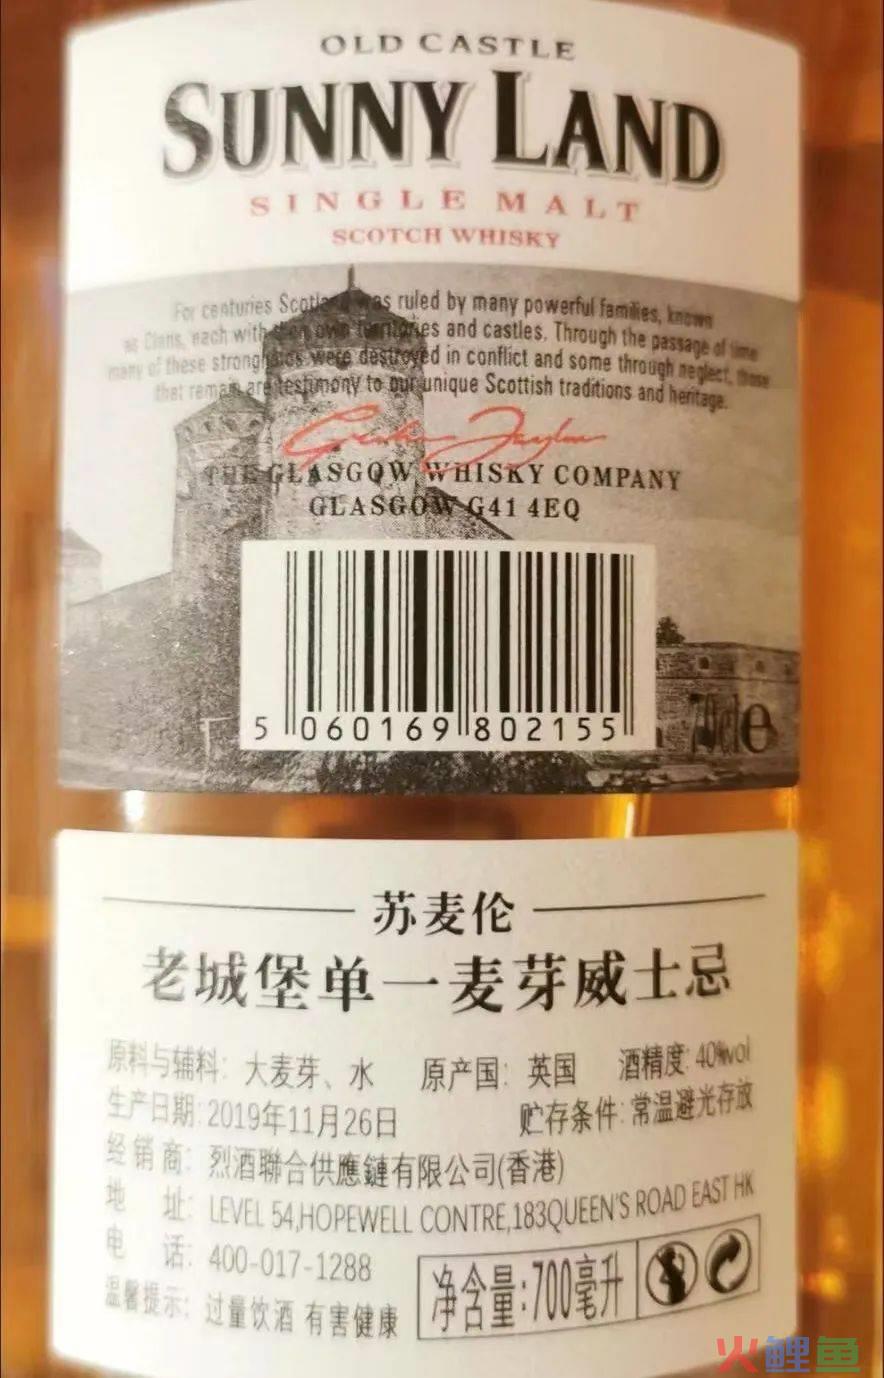 OLD CASTLE
SUNNY LAND
SINGLE MALT
SCOTCH WHISKY
For centuries Scotland was ruled by many powerful families, known
as Clans, each with their own territories and castles. Through the passage of time
many of these strongholds were destroyed in conflict and some through neglect, those
that remain are testimony to our unique Scottish traditions and heritage.
Graham Taylor
THE GLASGOW WHISKY COMPANY
GLASGOW G41 4EQ
5 060169 802155
70cl e
苏麦伦
老城堡单一麦芽威士忌
原料与辅料：大麦芽、水 原产国：英国 酒精度：40%vol
生产日期：2019年11月26日 贮存条件：常温避光存放
经销商：烈酒聯合供應鏈有限公司(香港)
地 址：LEVEL 54,HOPEWELL CONTRE,183QUEEN'S ROAD EAST HK
电 话：400-017-1288
温馨提示：过量饮酒 有害健康
净含量:700毫升
火鲤鱼